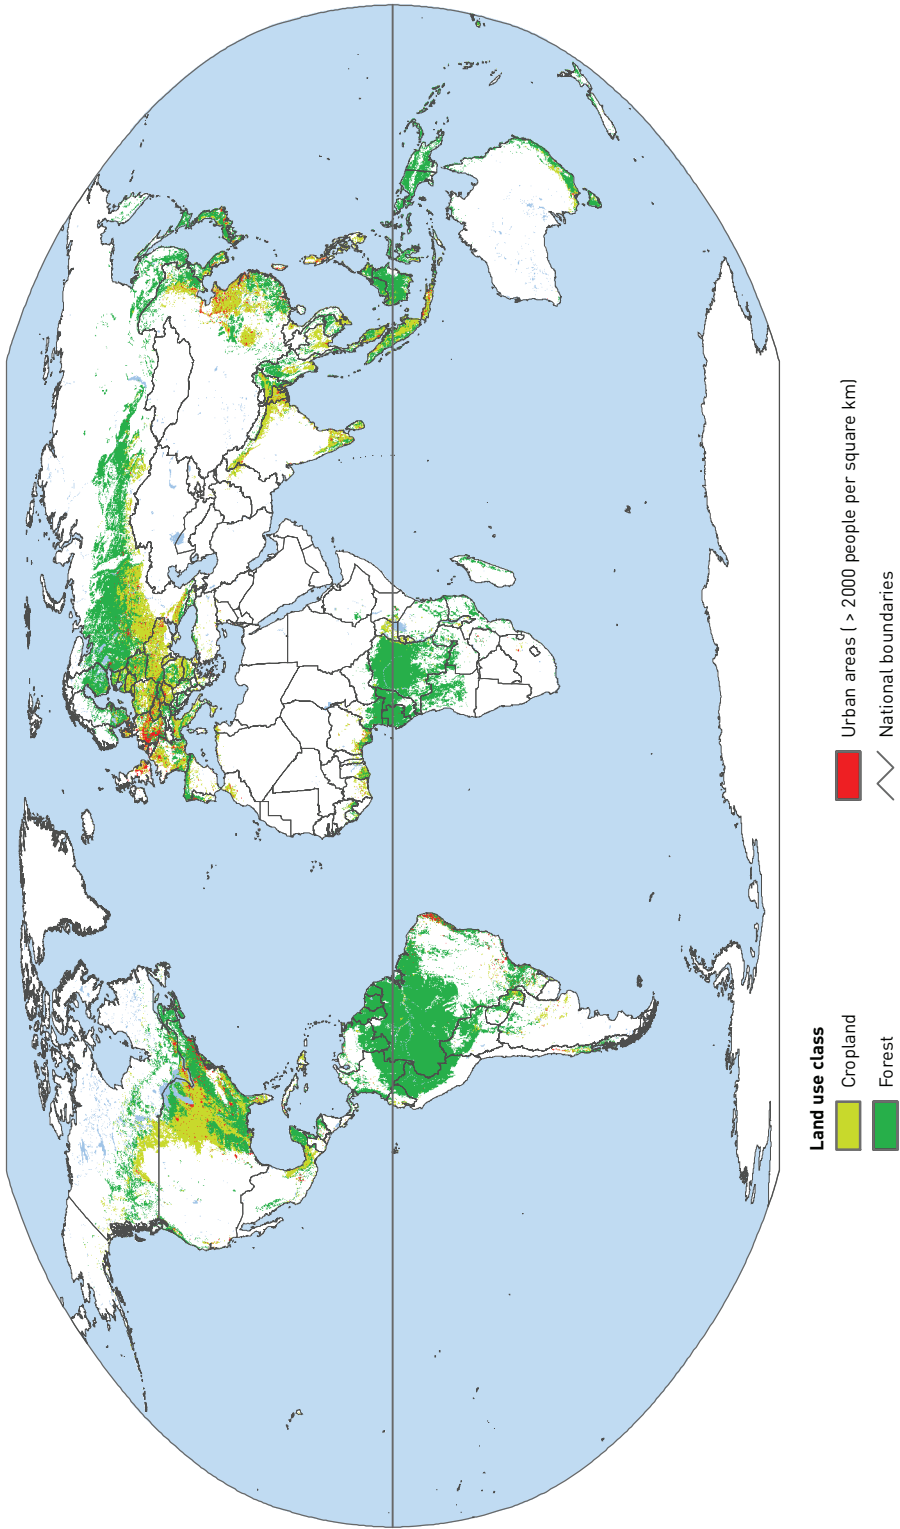 Land use class
Cropland
Forest
Urban areas ( > 2000 people per square km)
National boundaries